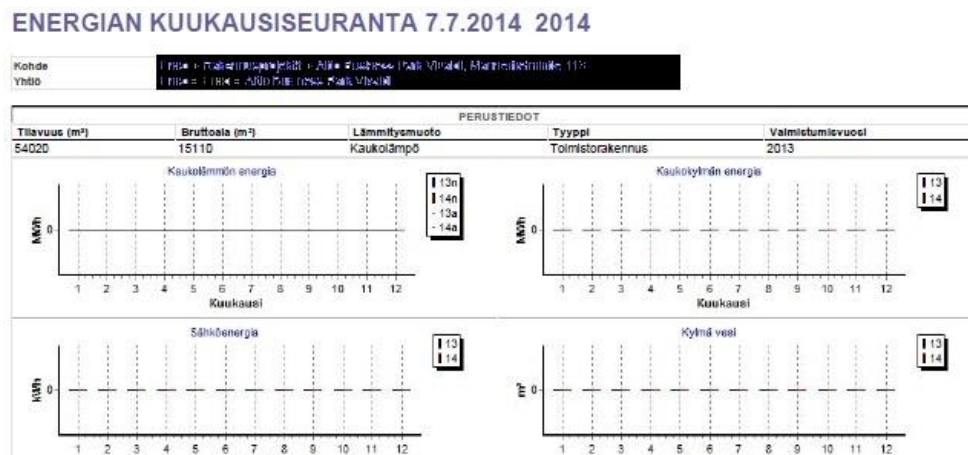 ENERGIAN KUUKAUSISEURANTA 7.7.2014 2014
Kohde
Yhtiö
PERUSTIEDOT
Tilavuus (m³) Bruttoala (m²) Lämmitysmuoto Tyyppi Valmistumisvuosi
54020 15110 Kaukolämpö Toimistorakennus 2013
Kaukolämmön energia
13n
14n
13a
14a
MWh
0
1 2 3 4 5 6 7 8 9 10 11 12
Kuukausi
Kaukokylmän energia
13
14
MWh
0
1 2 3 4 5 6 7 8 9 10 11 12
Kuukausi
Sähköenergia
13
14
kWh
0
1 2 3 4 5 6 7 8 9 10 11 12
Kylmä vesi
13
14
m³
0
1 2 3 4 5 6 7 8 9 10 11 12